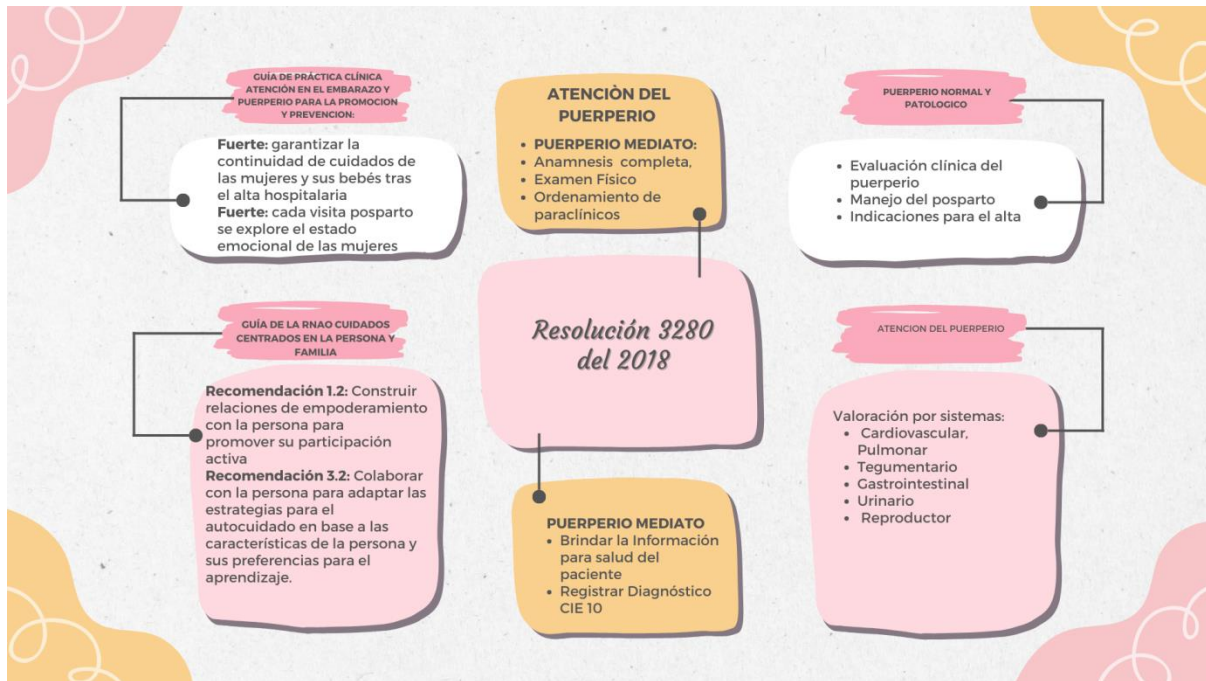 GUÍA DE PRÁCTICA CLÍNICA
ATENCIÓN EN EL EMBARAZO Y
PUERPERIO PARA LA PROMOCION
Y PREVENCION:
Fuerte: garantizar la
continuidad de cuidados de
las mujeres y sus bebés tras
el alta hospitalaria
Fuerte: cada visita posparto
se explore el estado
emocional de las mujeres
ATENCIÒN DEL
PUERPERIO
• PUERPERIO MEDIATO:
• Anamnesis completa,
• Examen Físico
• Ordenamiento de
paraclínicos
PUERPERIO NORMAL Y
PATOLOGICO
• Evaluación clínica del
puerperio
• Manejo del posparto
• Indicaciones para el alta
Resolución 3280
del 2018
GUÍA DE LA RNAO CUIDADOS
CENTRADOS EN LA PERSONA Y
FAMILIA
Recomendación 1.2: Construir
relaciones de empoderamiento
con la persona para
promover su participación
activa
Recomendación 3.2: Colaborar
con la persona para adaptar las
estrategias para el
autocuidado en base a las
características de la persona y
sus preferencias para el
aprendizaje.
PUERPERIO MEDIATO
• Brindar la Información
para salud del
paciente
• Registrar Diagnóstico
CIE 10
ATENCION DEL PUERPERIO
Valoración por sistemas:
• Cardiovascular,
Pulmonar
• Tegumentario
• Gastrointestinal
• Urinario
• Reproductor